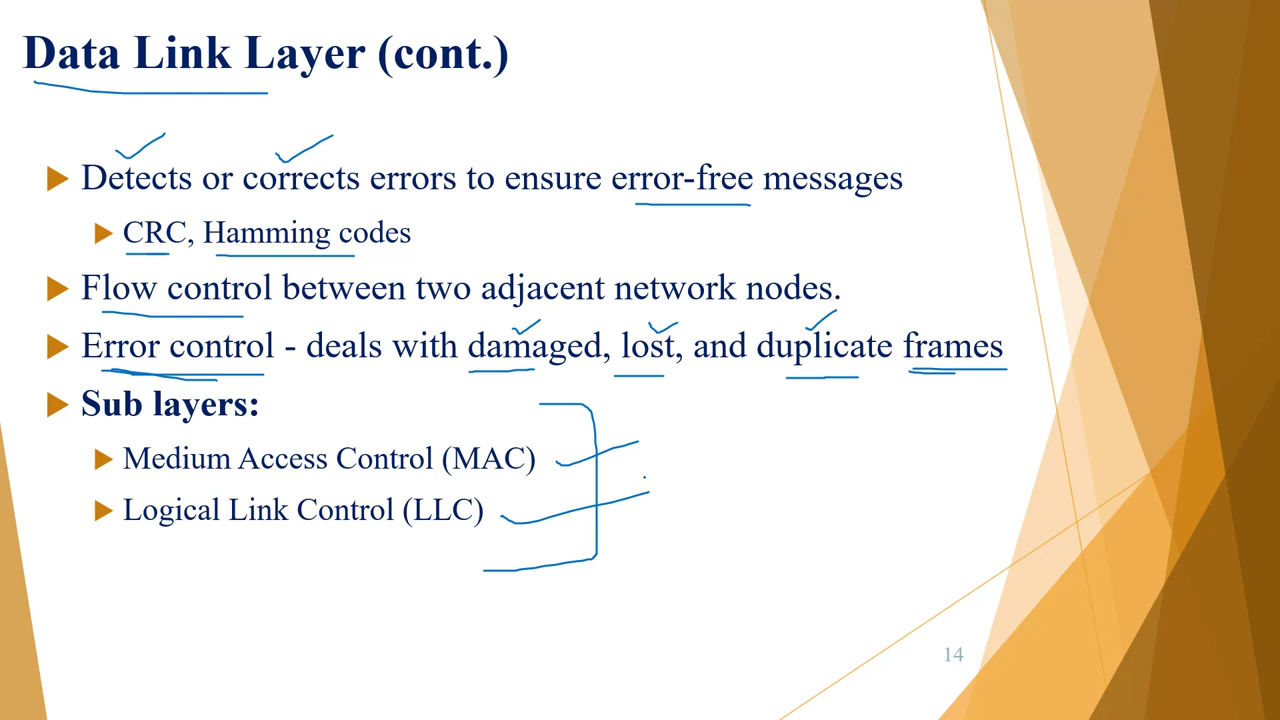 Data Link Layer (cont.)
Detects or corrects errors to ensure error-free messages
CRC, Hamming codes
Flow control between two adjacent network nodes.
Error control - deals with damaged, lost, and duplicate frames
Sub layers:
Medium Access Control (MAC)
Logical Link Control (LLC)
14